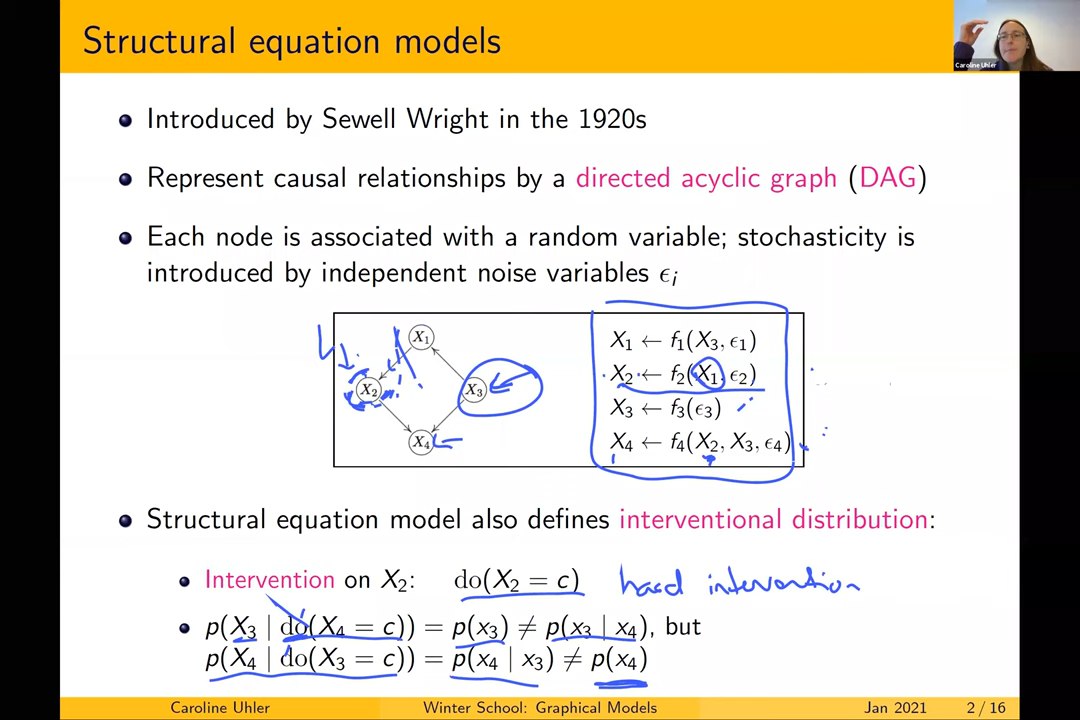 Structural equation models
Caroline Uhler
Introduced by Sewell Wright in the 1920s
Represent causal relationships by a directed acyclic graph (DAG)
Each node is associated with a random variable; stochasticity is
introduced by independent noise variables ϵᵢ
X₁
X₂
X₃
X₄
X₁ ← f₁(X₃, ϵ₁)
X₂ ← f₂(X₁, ϵ₂)
X₃ ← f₃(ϵ₃)
X₄ ← f₄(X₂, X₃, ϵ₄)
Structural equation model also defines interventional distribution:
Intervention on X₂: do(X₂ = c) hard intervention
p(X₃ | do(X₄ = c)) = p(x₃) ≠ p(x₃ | x₄), but
p(X₄ | do(X₃ = c)) = p(x₄ | x₃) ≠ p(x₄)
Caroline Uhler Winter School: Graphical Models Jan 2021 2 / 16